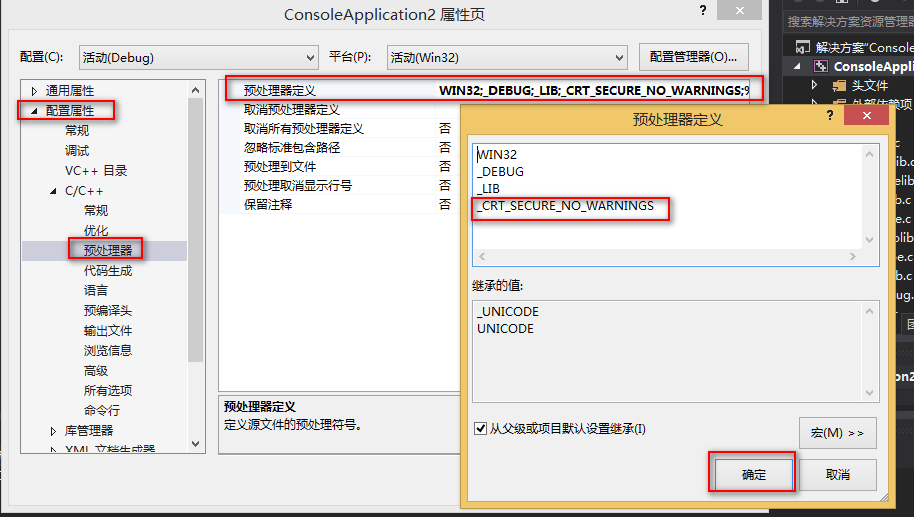 ConsoleApplication2 属性页
配置(C): 活动(Debug) 平台(P): 活动(Win32) 配置管理器(O)...
通用属性
配置属性
常规
调试
VC++ 目录
C/C++
常规
优化
预处理器
代码生成
语言
预编译头
输出文件
浏览信息
高级
所有选项
命令行
库管理器
XML 文档生成器
预处理器定义 WIN32;_DEBUG;_LIB;_CRT_SECURE_NO_WARNINGS;%
取消预处理器定义
取消所有预处理器定义 否
忽略标准包含路径 否
预处理到文件 否
预处理取消显示行号 否
保留注释 否
预处理器定义
定义源文件的预处理符号。
预处理器定义
WIN32
_DEBUG
_LIB
_CRT_SECURE_NO_WARNINGS
继承的值:
_UNICODE
UNICODE
从父级或项目默认设置继承(I)
宏(M) >>
确定 取消
搜索解决方案资源管理器
解决方案"Consol
ConsoleAppli
头文件
外部依赖项